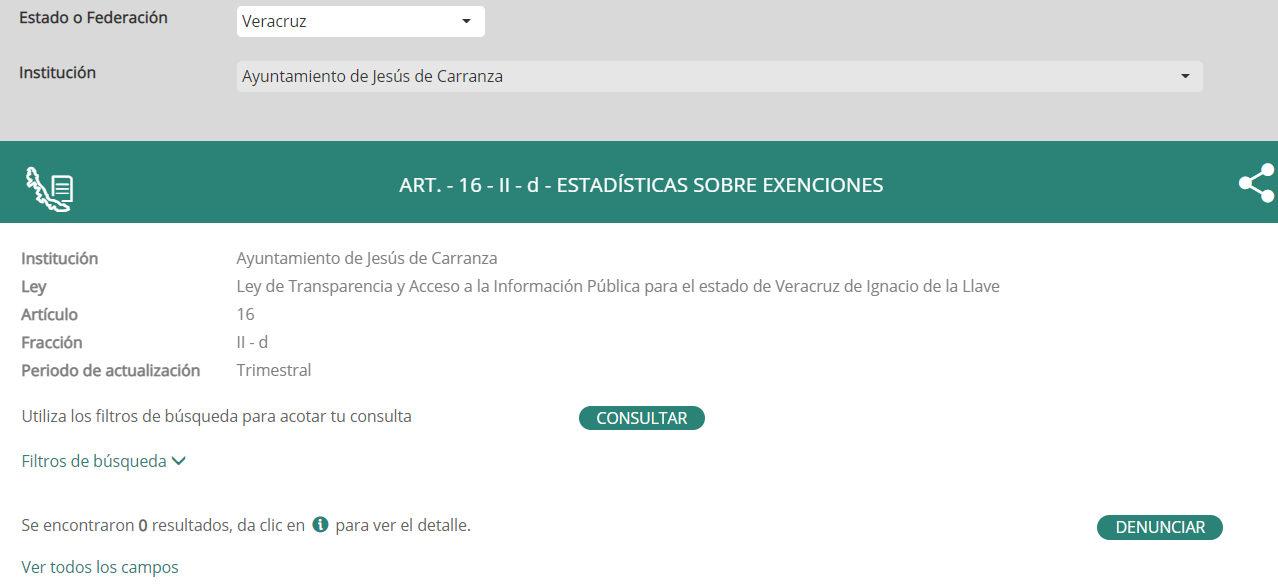 Estado o Federación
Veracruz
Institución
Ayuntamiento de Jesús de Carranza
ART. - 16 - II - d - ESTADÍSTICAS SOBRE EXENCIONES
Institución Ayuntamiento de Jesús de Carranza
Ley Ley de Transparencia y Acceso a la Información Pública para el estado de Veracruz de Ignacio de la Llave
Artículo 16
Fracción II - d
Periodo de actualización Trimestral
Utiliza los filtros de búsqueda para acotar tu consulta
CONSULTAR
Filtros de búsqueda
Se encontraron 0 resultados, da clic en i para ver el detalle.
DENUNCIAR
Ver todos los campos